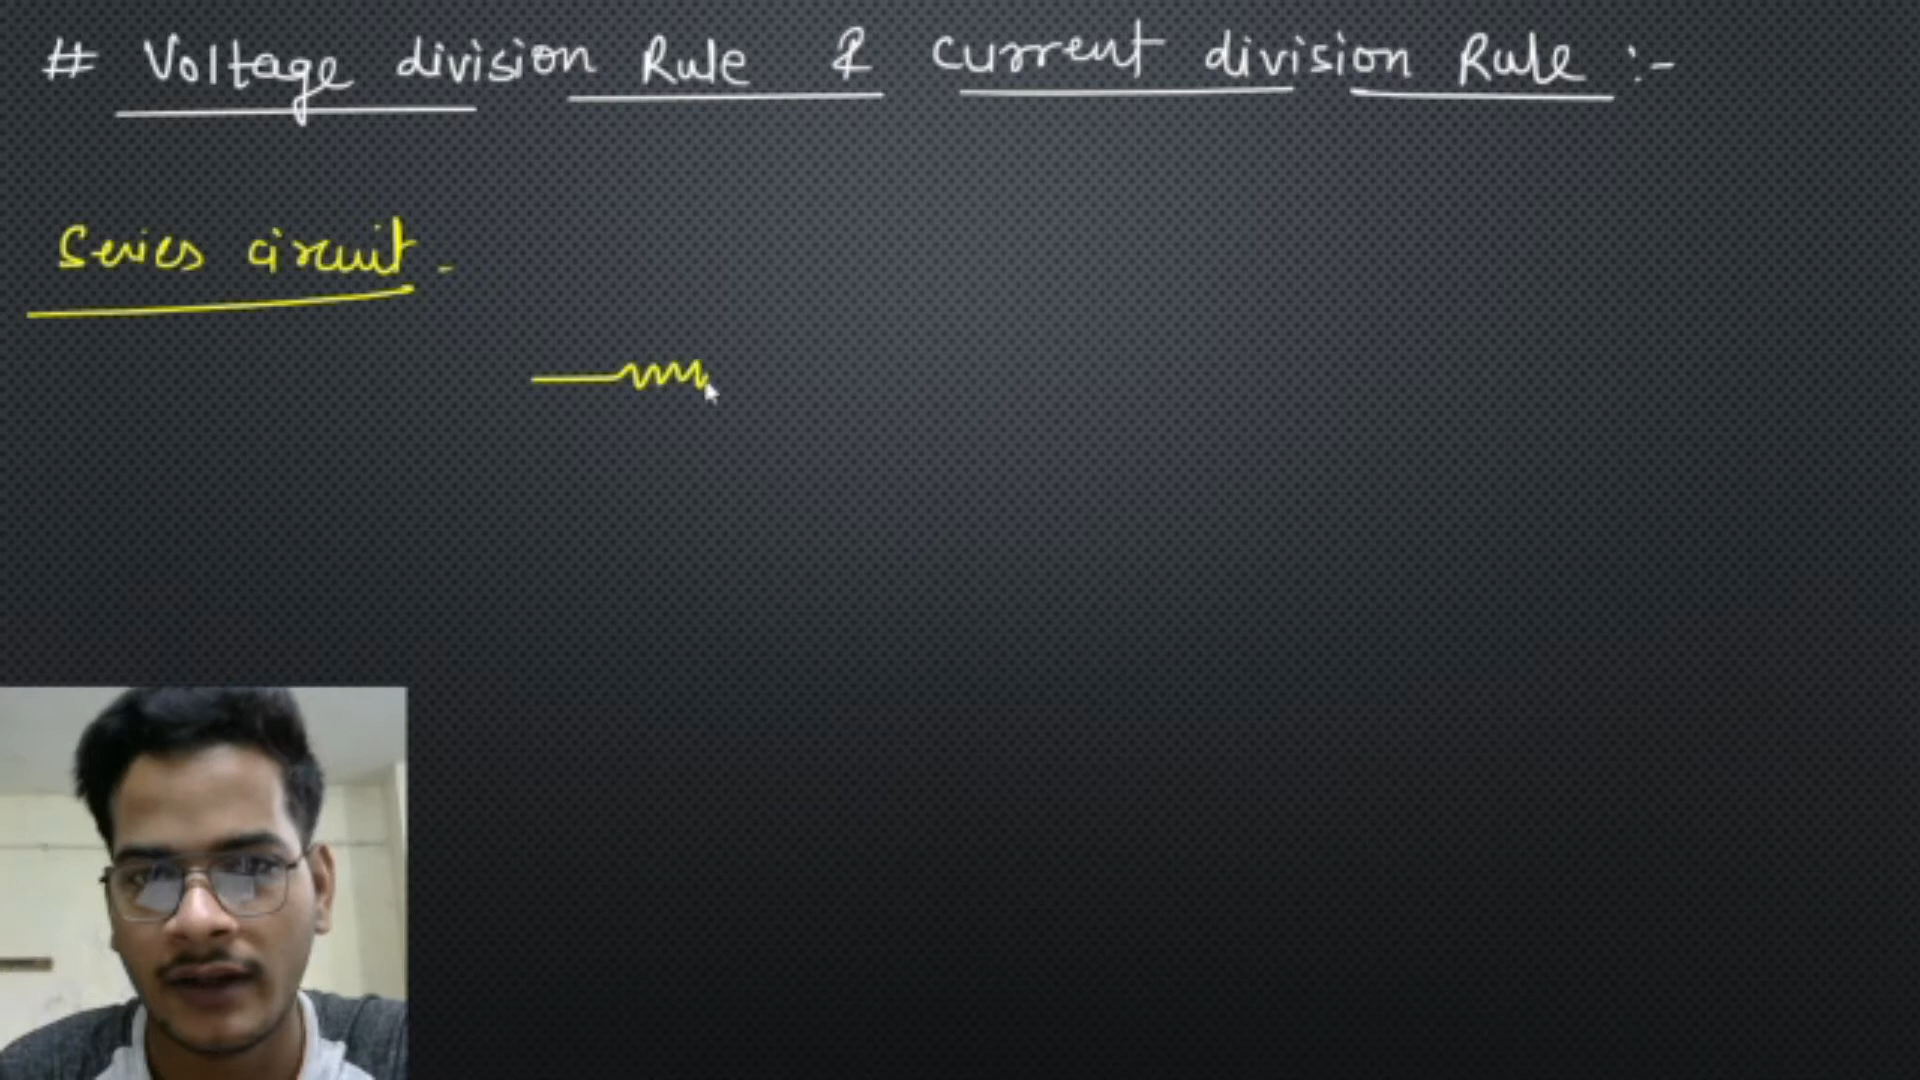 # Voltage division Rule & current division Rule :-
Series circuit -